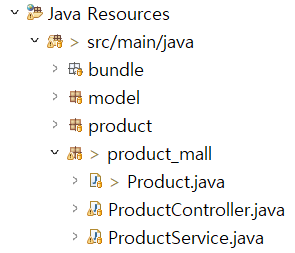 Java Resources
> src/main/java
bundle
model
product
> product_mall
> Product.java
ProductController.java
ProductService.java